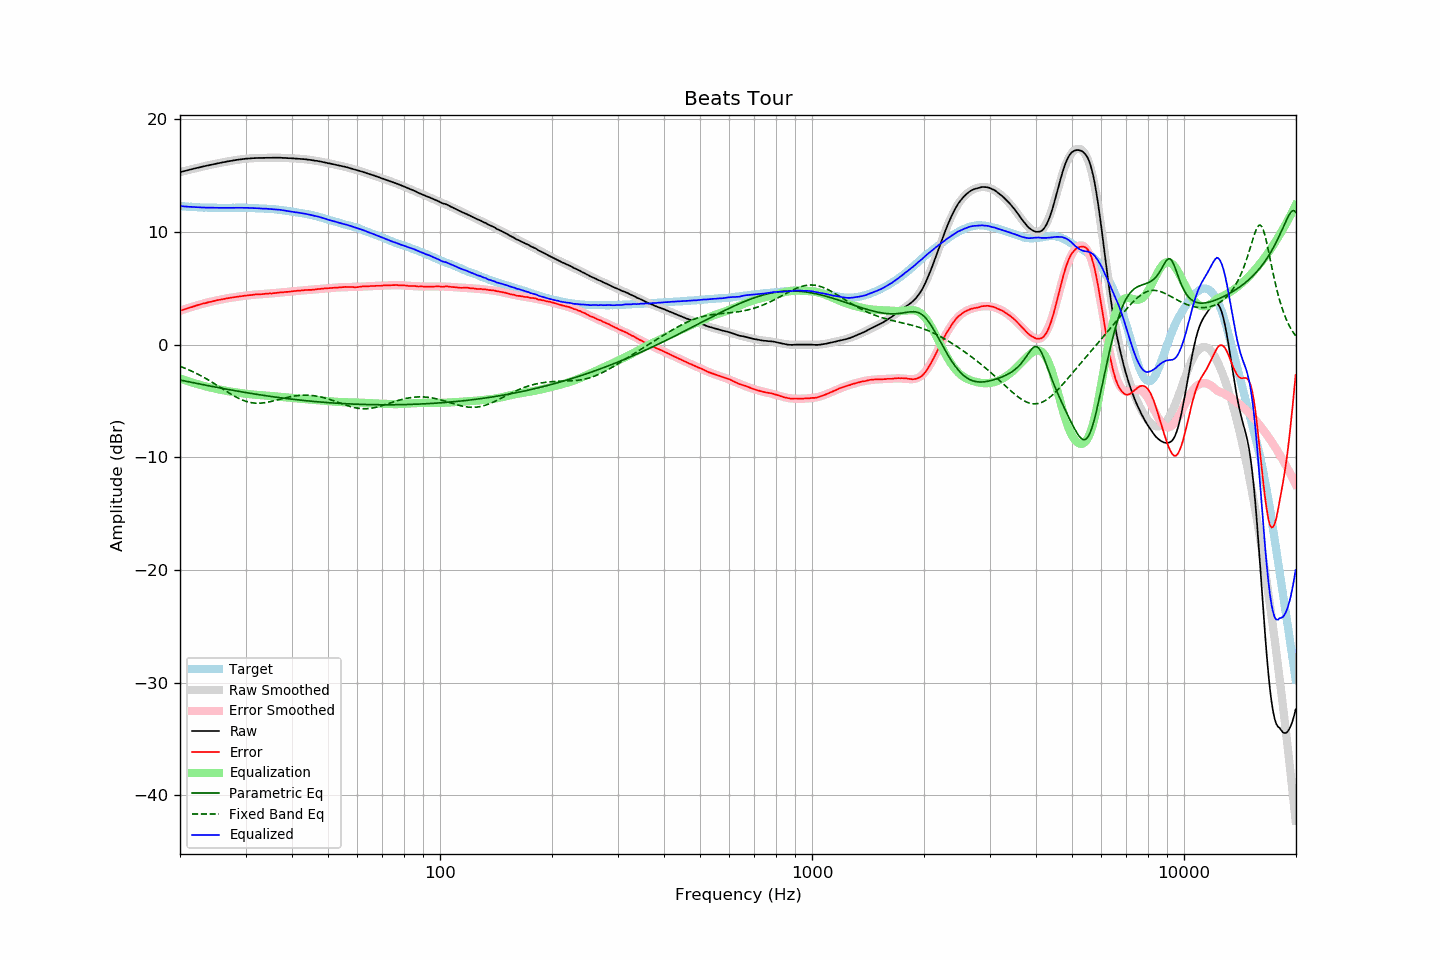 Beats Tour
20
10
0
−10
−20
−30
−40
Amplitude (dBr)
Target
Raw Smoothed
Error Smoothed
Raw
Error
Equalization
Parametric Eq
Fixed Band Eq
Equalized
100 1000 10000
Frequency (Hz)